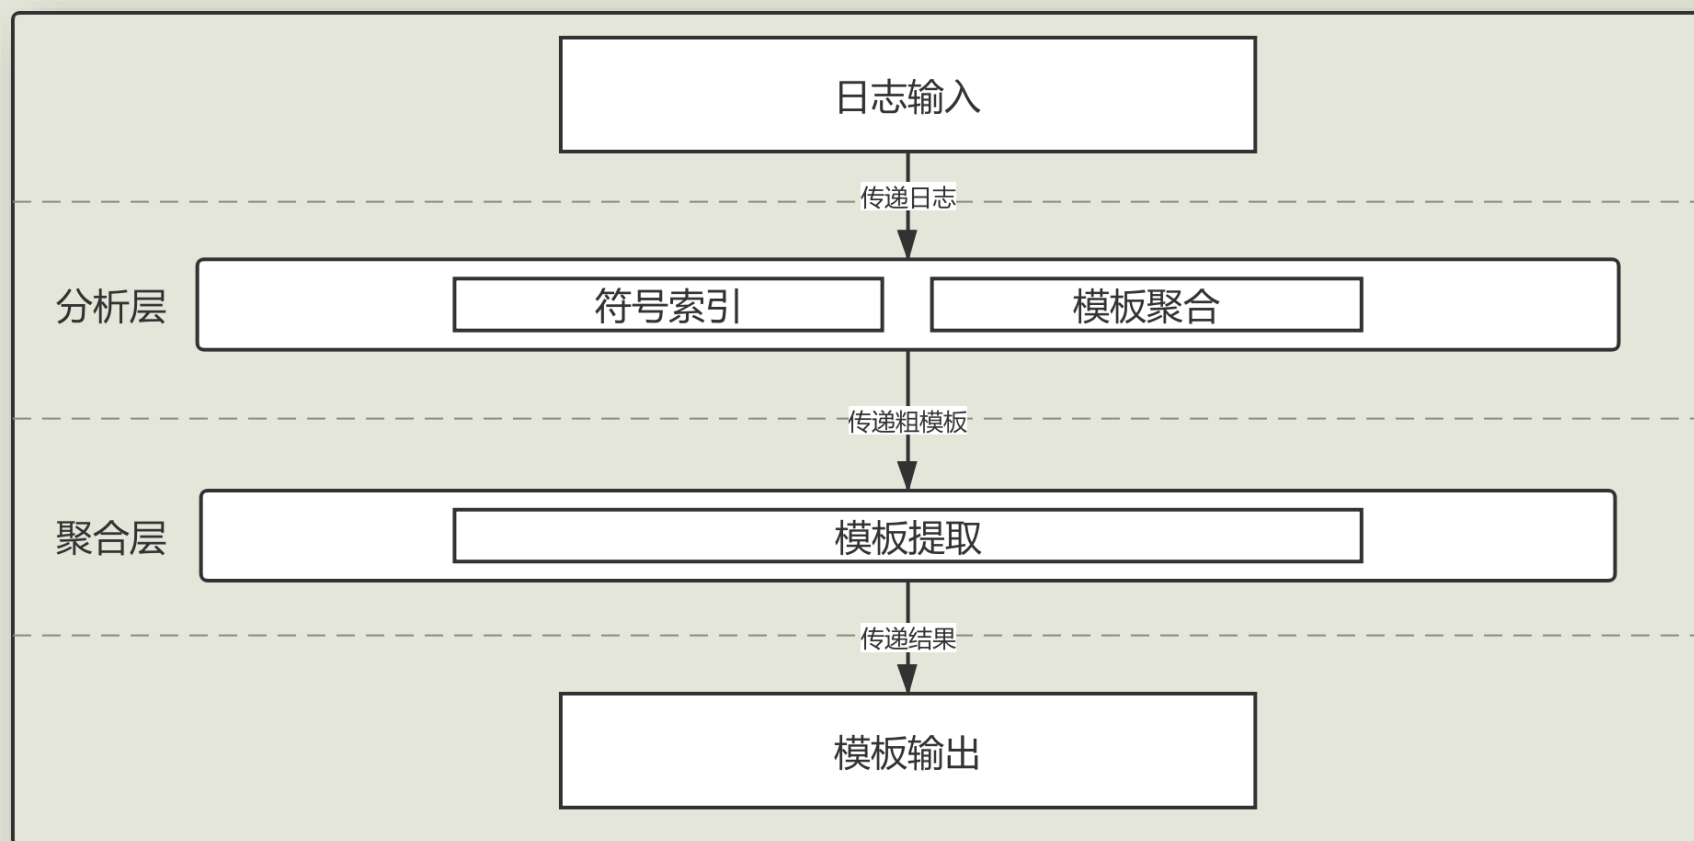 日志输入
传递日志
分析层
符号索引
模板聚合
传递粗模板
聚合层
模板提取
传递结果
模板输出